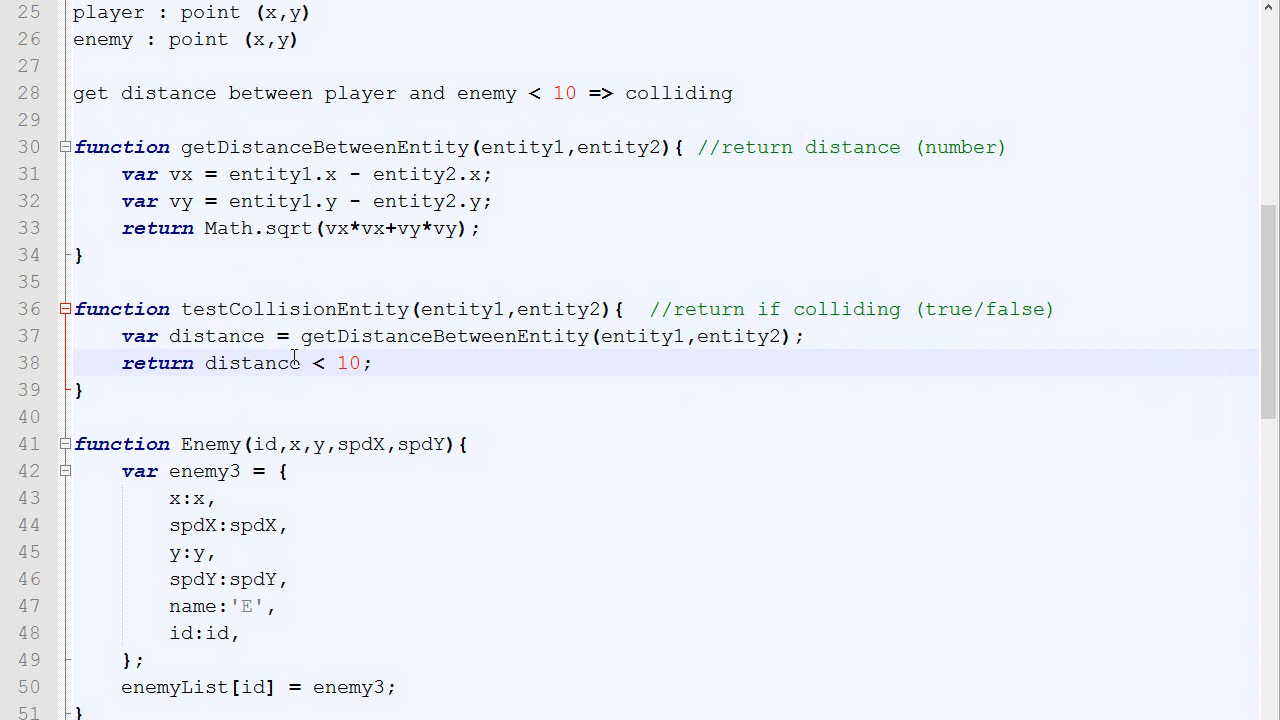 25 player : point (x,y)
26 enemy : point (x,y)
27
28 get distance between player and enemy < 10 => colliding
29
30 function getDistanceBetweenEntity(entity1,entity2){ //return distance (number)
31 var vx = entity1.x - entity2.x;
32 var vy = entity1.y - entity2.y;
33 return Math.sqrt(vx*vx+vy*vy);
34 }
35
36 function testCollisionEntity(entity1,entity2){ //return if colliding (true/false)
37 var distance = getDistanceBetweenEntity(entity1,entity2);
38 return distance < 10;
39 }
40
41 function Enemy(id,x,y,spdX,spdY){
42 var enemy3 = {
43 x:x,
44 spdX:spdX,
45 y:y,
46 spdY:spdY,
47 name:'E',
48 id:id,
49 };
50 enemyList[id] = enemy3;
51 }